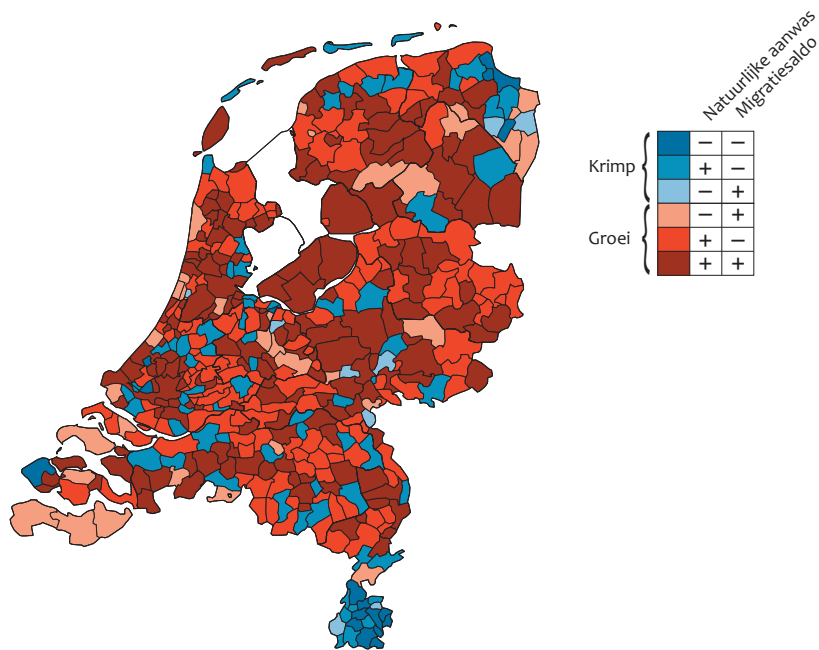 Natuurlijke aanwas
Migratiesaldo
Krimp
− −
+ −
− +
Groei
− +
+ −
+ +